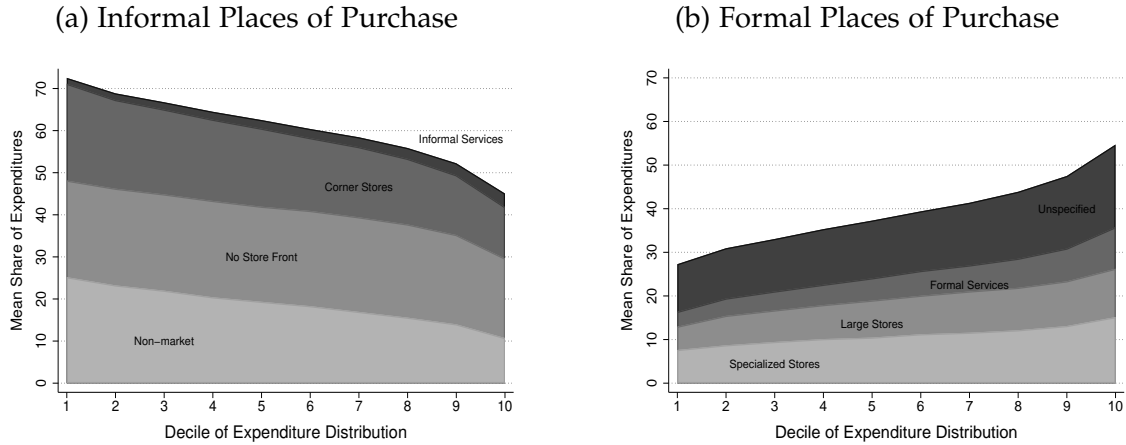 (a) Informal Places of Purchase
Mean Share of Expenditures
70
60
50
40
30
20
10
0
Informal Services
Corner Stores
No Store Front
Non−market
1 2 3 4 5 6 7 8 9 10
Decile of Expenditure Distribution
(b) Formal Places of Purchase
Mean Share of Expenditures
70
60
50
40
30
20
10
0
Unspecified
Formal Services
Large Stores
Specialized Stores
1 2 3 4 5 6 7 8 9 10
Decile of Expenditure Distribution